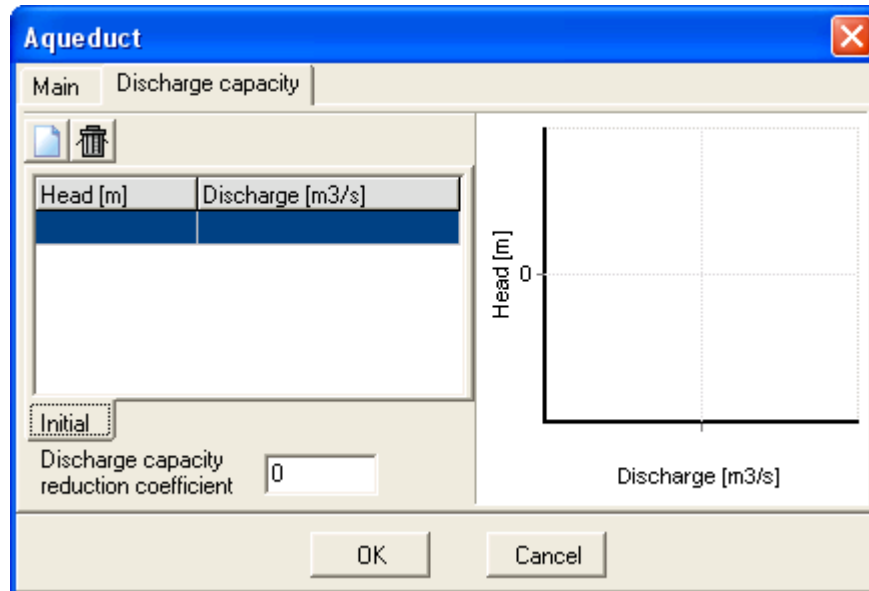 Aqueduct
Main Discharge capacity
Head [m] Discharge [m3/s]
Initial
Discharge capacity
reduction coefficient 0
Head [m]
0
Discharge [m3/s]
OK Cancel